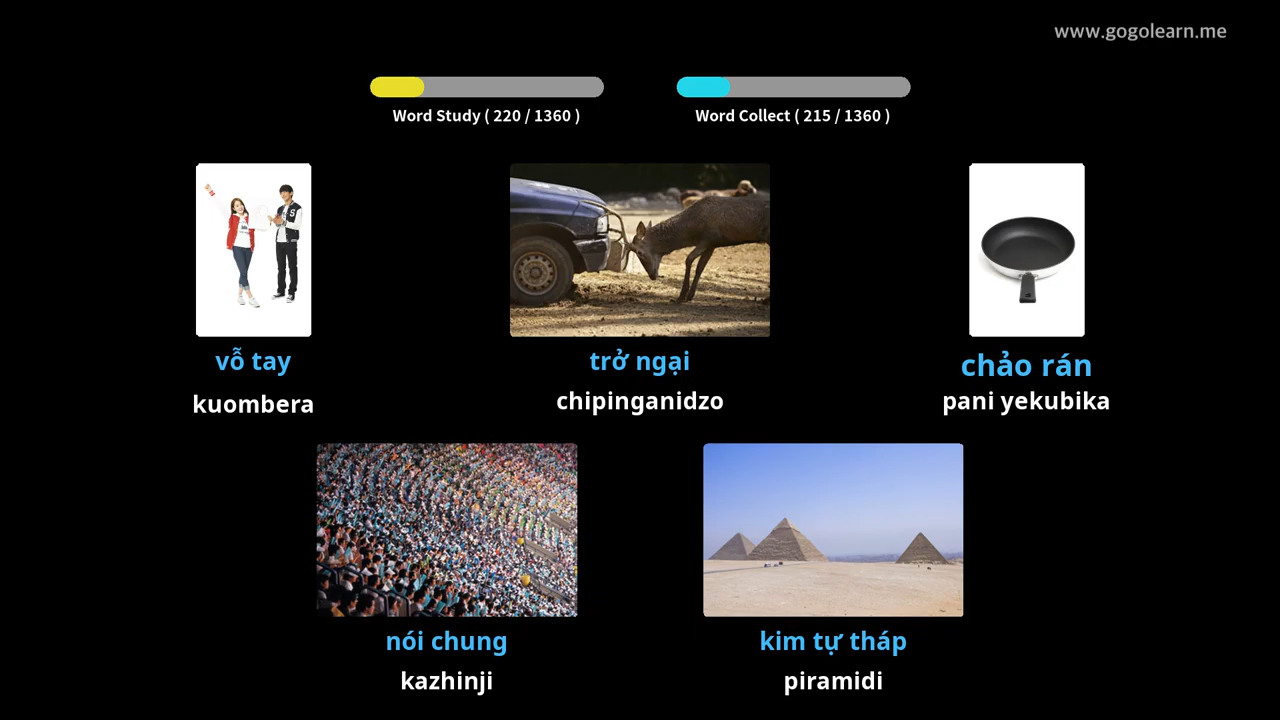 www.gogolearn.me
Word Study ( 220 / 1360 )
Word Collect ( 215 / 1360 )
vỗ tay
trở ngại
chảo rán
kuombera
chipinganidzo
pani yekubika
nói chung
kim tự tháp
kazhinji
piramidi